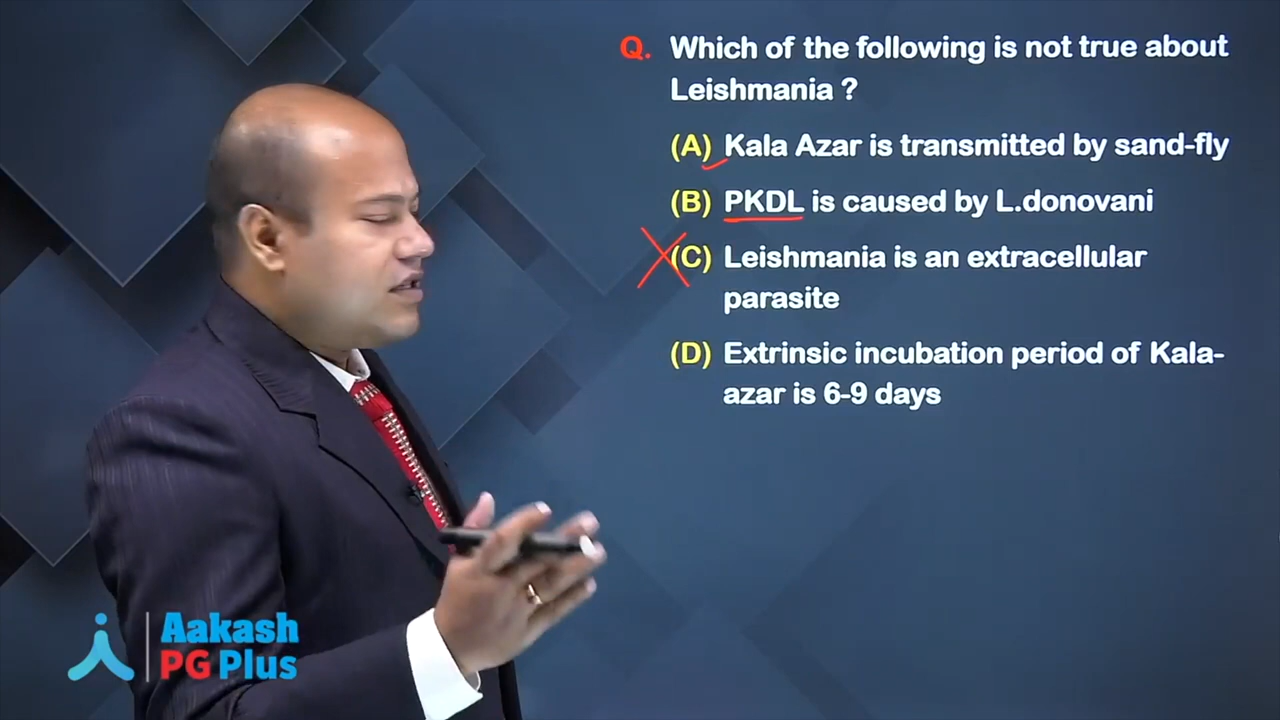 Q. Which of the following is not true about
Leishmania ?
(A) Kala Azar is transmitted by sand-fly
(B) PKDL is caused by L.donovani
(C) Leishmania is an extracellular
parasite
(D) Extrinsic incubation period of Kala-
azar is 6-9 days
Aakash
PG Plus